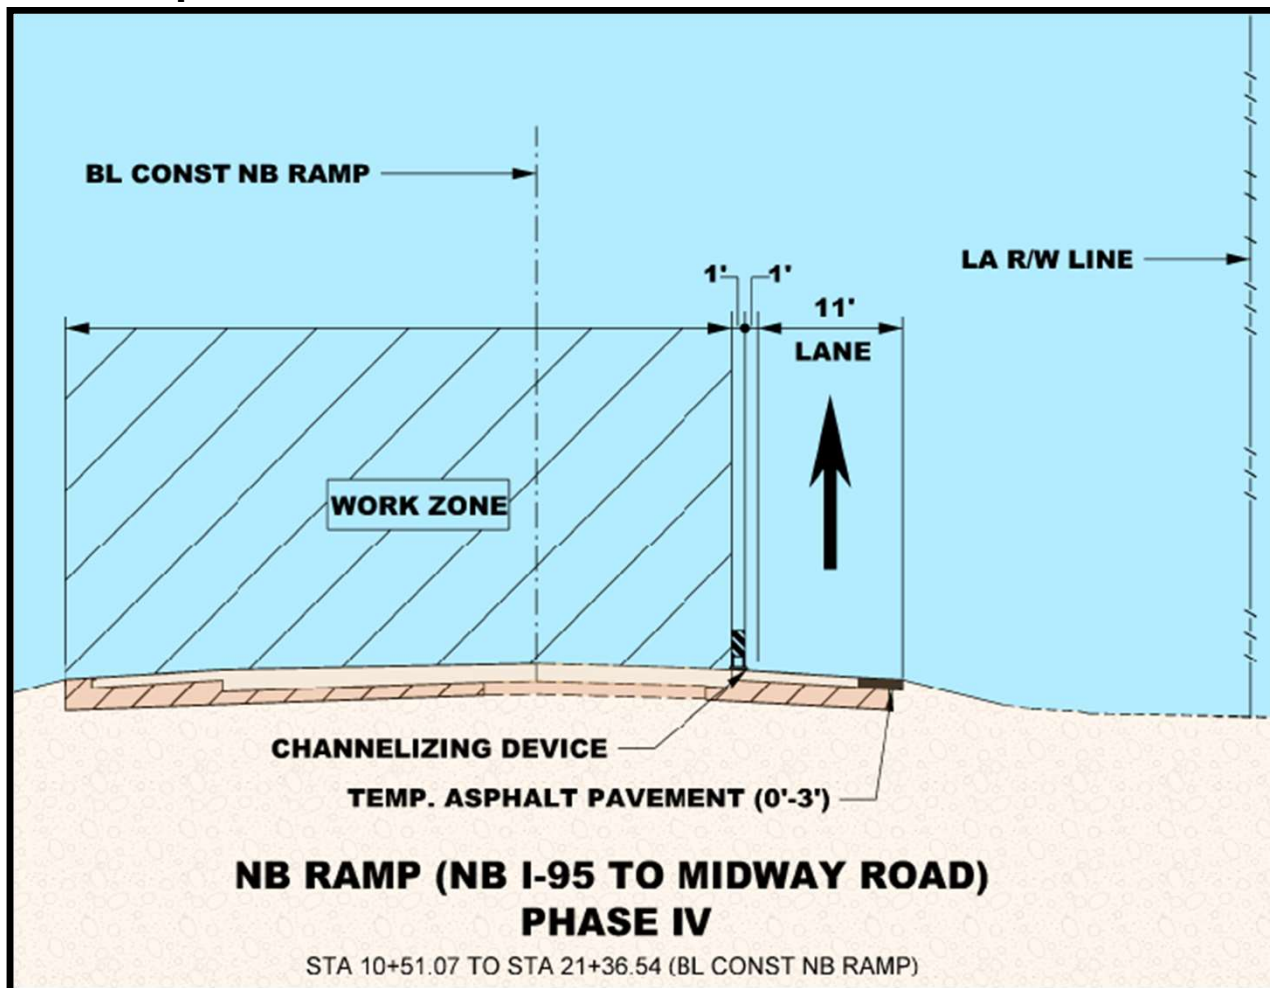 BL CONST NB RAMP
LA R/W LINE
1'
1'
11'
LANE
WORK ZONE
CHANNELIZING DEVICE
TEMP. ASPHALT PAVEMENT (0'-3')
NB RAMP (NB I-95 TO MIDWAY ROAD)
PHASE IV
STA 10+51.07 TO STA 21+36.54 (BL CONST NB RAMP)